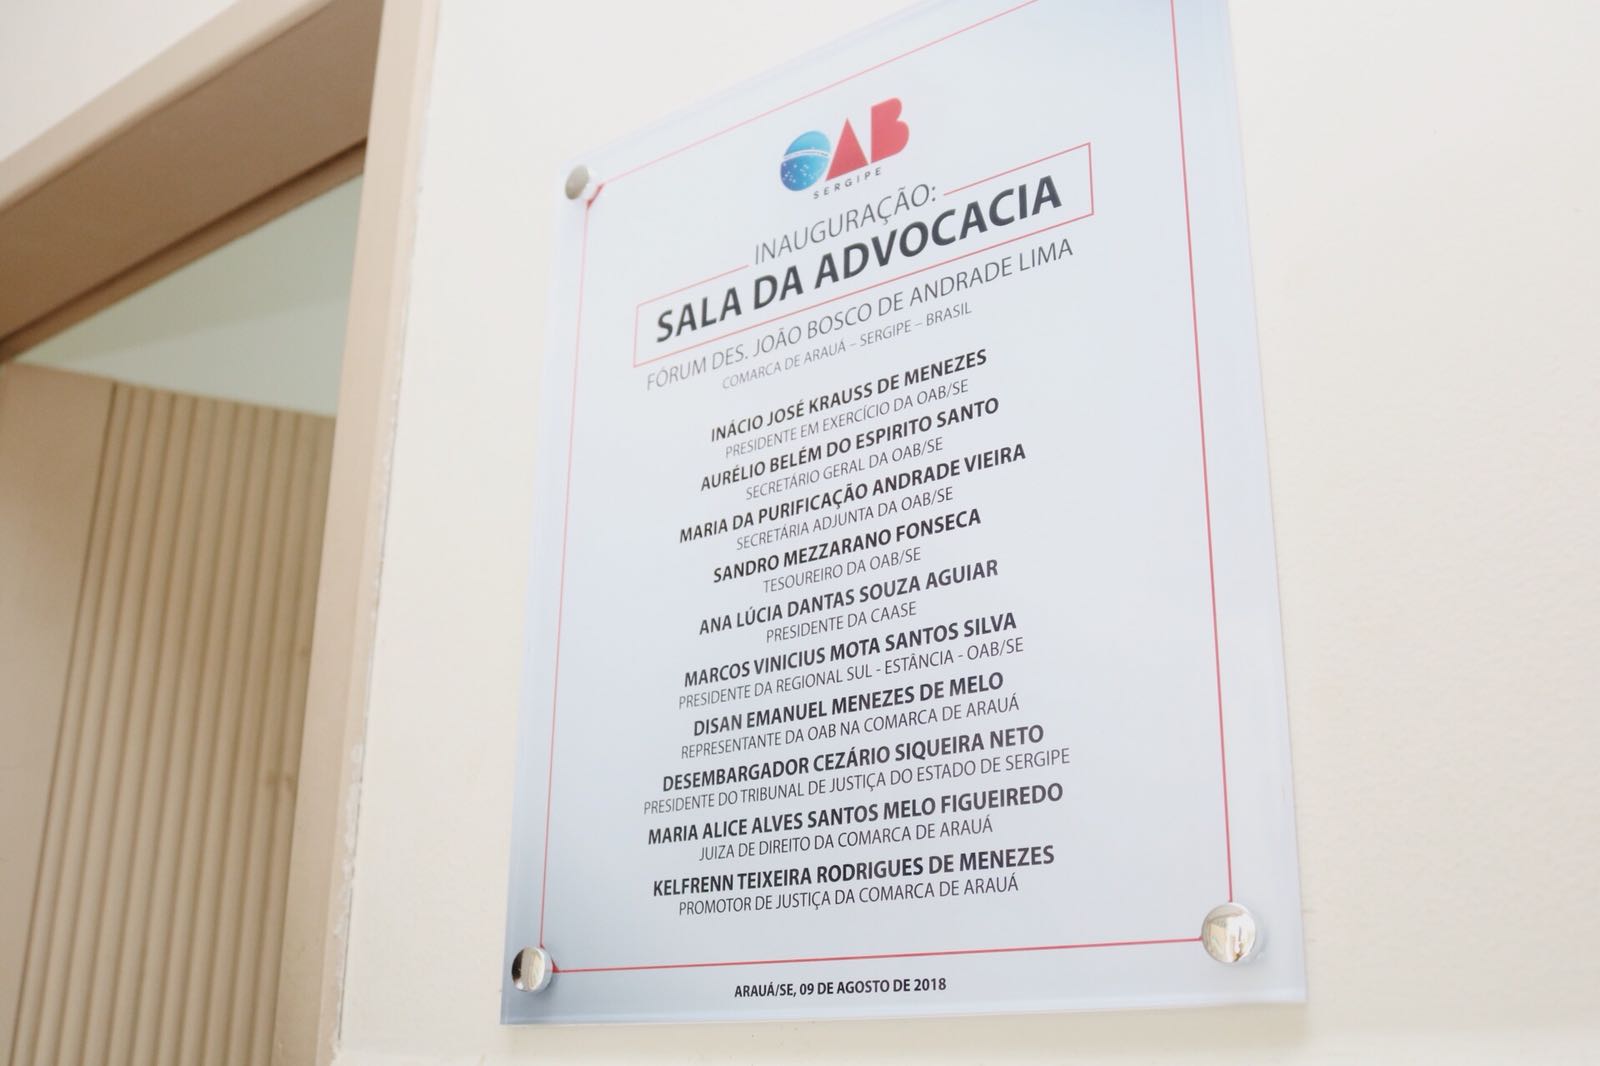 OAB
SERGIPE
INAUGURAÇÃO:
SALA DA ADVOCACIA
FÓRUM DES. JOÃO BOSCO DE ANDRADE LIMA
COMARCA DE ARAUÁ – SERGIPE – BRASIL
INÁCIO JOSÉ KRAUSS DE MENEZES
PRESIDENTE EM EXERCÍCIO DA OAB/SE
AURÉLIO BELÉM DO ESPIRITO SANTO
SECRETÁRIO GERAL DA OAB/SE
MARIA DA PURIFICAÇÃO ANDRADE VIEIRA
SECRETÁRIA ADJUNTA DA OAB/SE
SANDRO MEZZARANO FONSECA
TESOUREIRO DA OAB/SE
ANA LÚCIA DANTAS SOUZA AGUIAR
PRESIDENTE DA CAASE
MARCOS VINICIUS MOTA SANTOS SILVA
PRESIDENTE DA REGIONAL SUL - ESTÂNCIA - OAB/SE
DISAN EMANUEL MENEZES DE MELO
REPRESENTANTE DA OAB NA COMARCA DE ARAUÁ
DESEMBARGADOR CEZÁRIO SIQUEIRA NETO
PRESIDENTE DO TRIBUNAL DE JUSTIÇA DO ESTADO DE SERGIPE
MARIA ALICE ALVES SANTOS MELO FIGUEIREDO
JUIZA DE DIREITO DA COMARCA DE ARAUÁ
KELFRENN TEIXEIRA RODRIGUES DE MENEZES
PROMOTOR DE JUSTIÇA DA COMARCA DE ARAUÁ
ARAUÁ/SE, 09 DE AGOSTO DE 2018